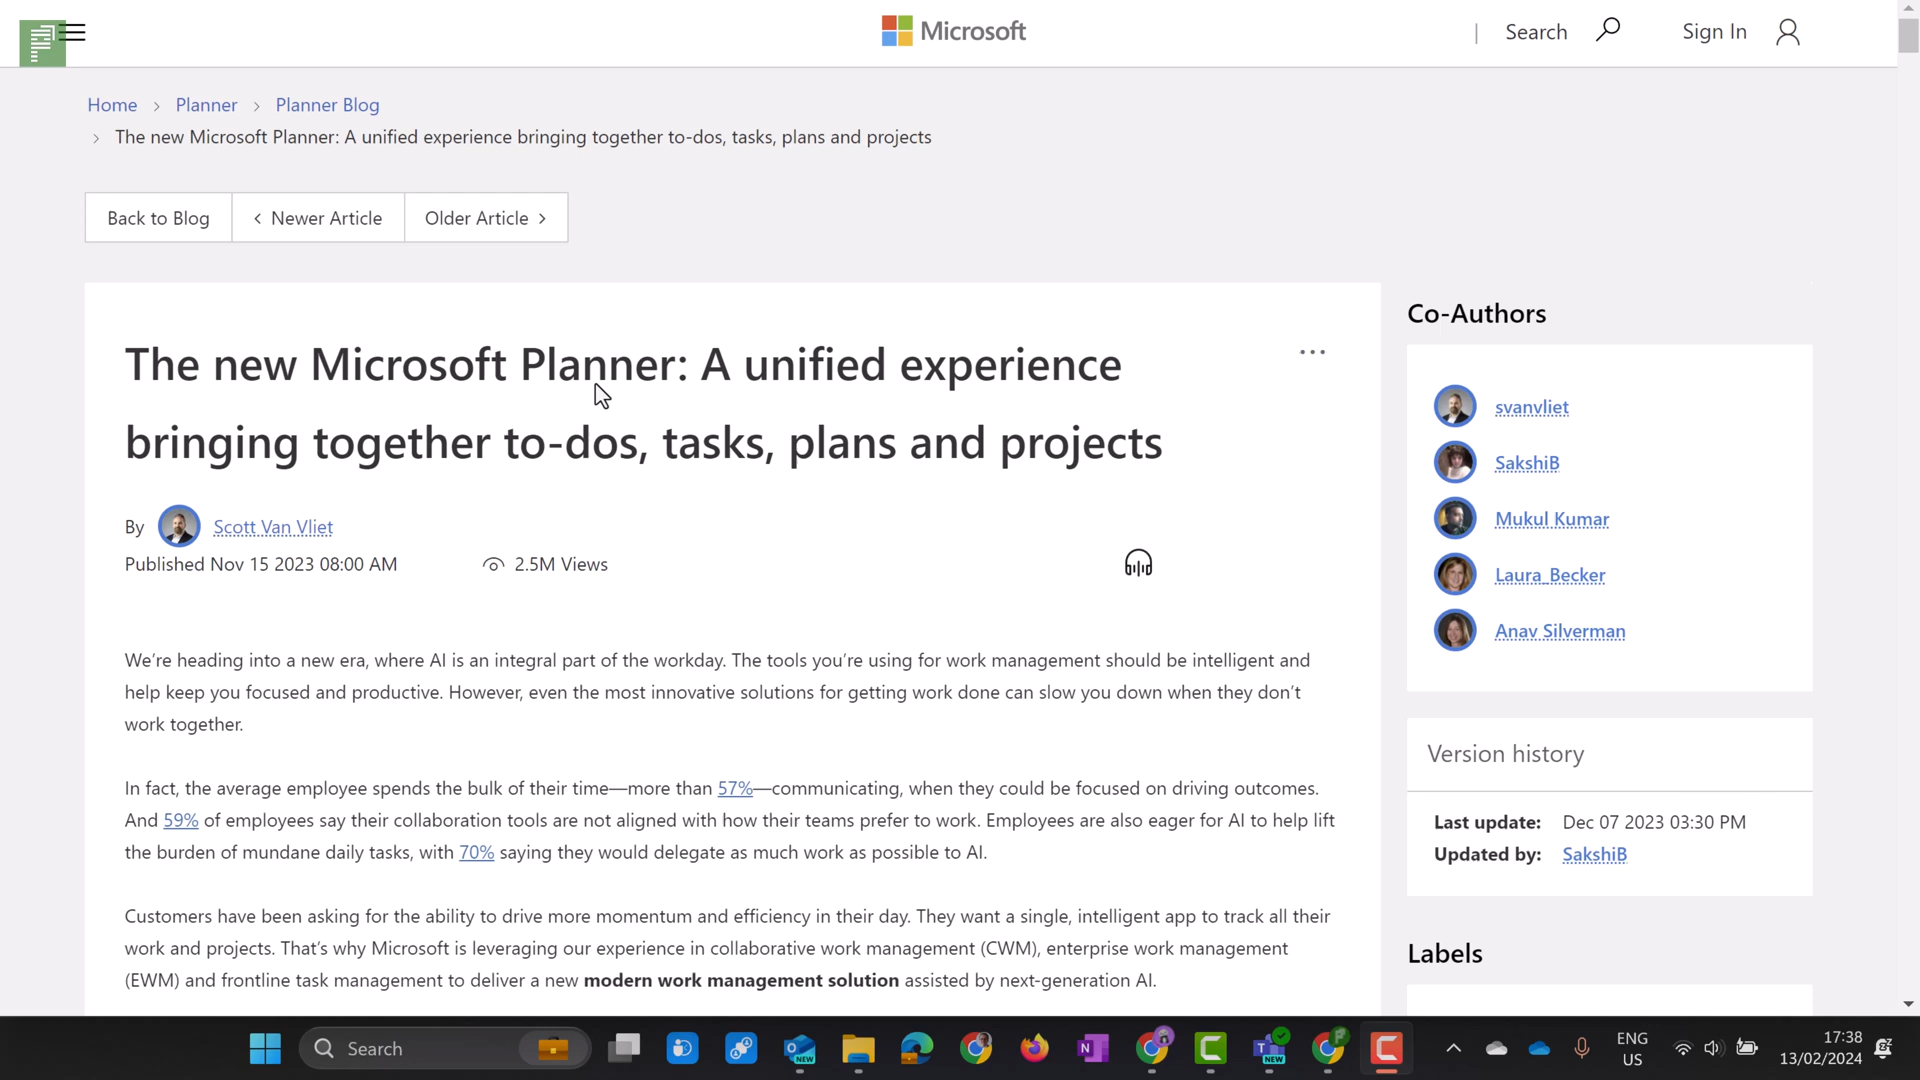 Microsoft
|
Search
Sign In
Home > Planner > Planner Blog
> The new Microsoft Planner: A unified experience bringing together to-dos, tasks, plans and projects
Back to Blog
< Newer Article
Older Article >
The new Microsoft Planner: A unified experience
bringing together to-dos, tasks, plans and projects
...
By Scott Van Vliet
Published Nov 15 2023 08:00 AM
2.5M Views
We’re heading into a new era, where AI is an integral part of the workday. The tools you’re using for work management should be intelligent and
help keep you focused and productive. However, even the most innovative solutions for getting work done can slow you down when they don’t
work together.
In fact, the average employee spends the bulk of their time—more than 57%—communicating, when they could be focused on driving outcomes.
And 59% of employees say their collaboration tools are not aligned with how their teams prefer to work. Employees are also eager for AI to help lift
the burden of mundane daily tasks, with 70% saying they would delegate as much work as possible to AI.
Customers have been asking for the ability to drive more momentum and efficiency in their day. They want a single, intelligent app to track all their
work and projects. That’s why Microsoft is leveraging our experience in collaborative work management (CWM), enterprise work management
(EWM) and frontline task management to deliver a new modern work management solution assisted by next-generation AI.
Co-Authors
svanvliet
SakshiB
Mukul Kumar
Laura_Becker
Anav Silverman
Version history
Last update: Dec 07 2023 03:30 PM
Updated by: SakshiB
Labels
Search
NEW
N
NEW
ENG
US
17:38
13/02/2024